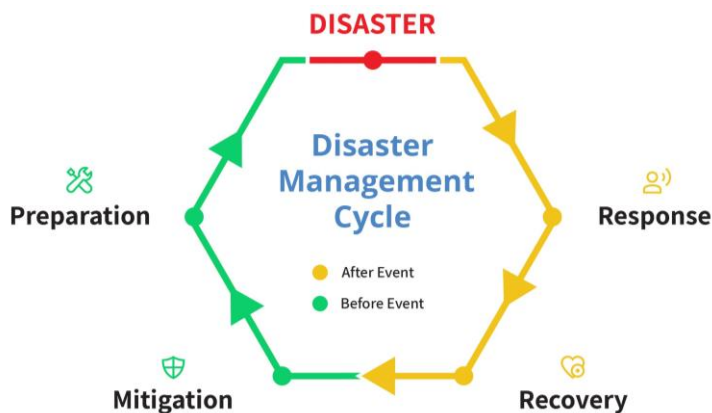 DISASTER
Disaster
Management
Cycle
After Event
Before Event
Preparation
Response
Mitigation
Recovery